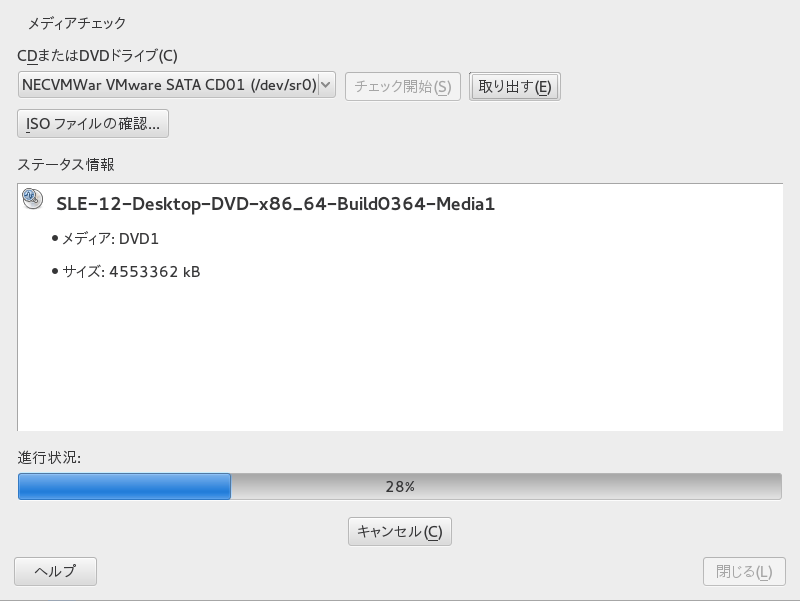 メディアチェック
CDまたはDVDドライブ(C)
NECVMWar VMware SATA CD01 (/dev/sr0)
チェック開始(S)
取り出す(E)
ISO ファイルの確認...
ステータス情報
SLE-12-Desktop-DVD-x86_64-Build0364-Media1
• メディア: DVD1
• サイズ: 4553362 kB
進行状況:
28%
キャンセル(C)
ヘルプ
閉じる(L)